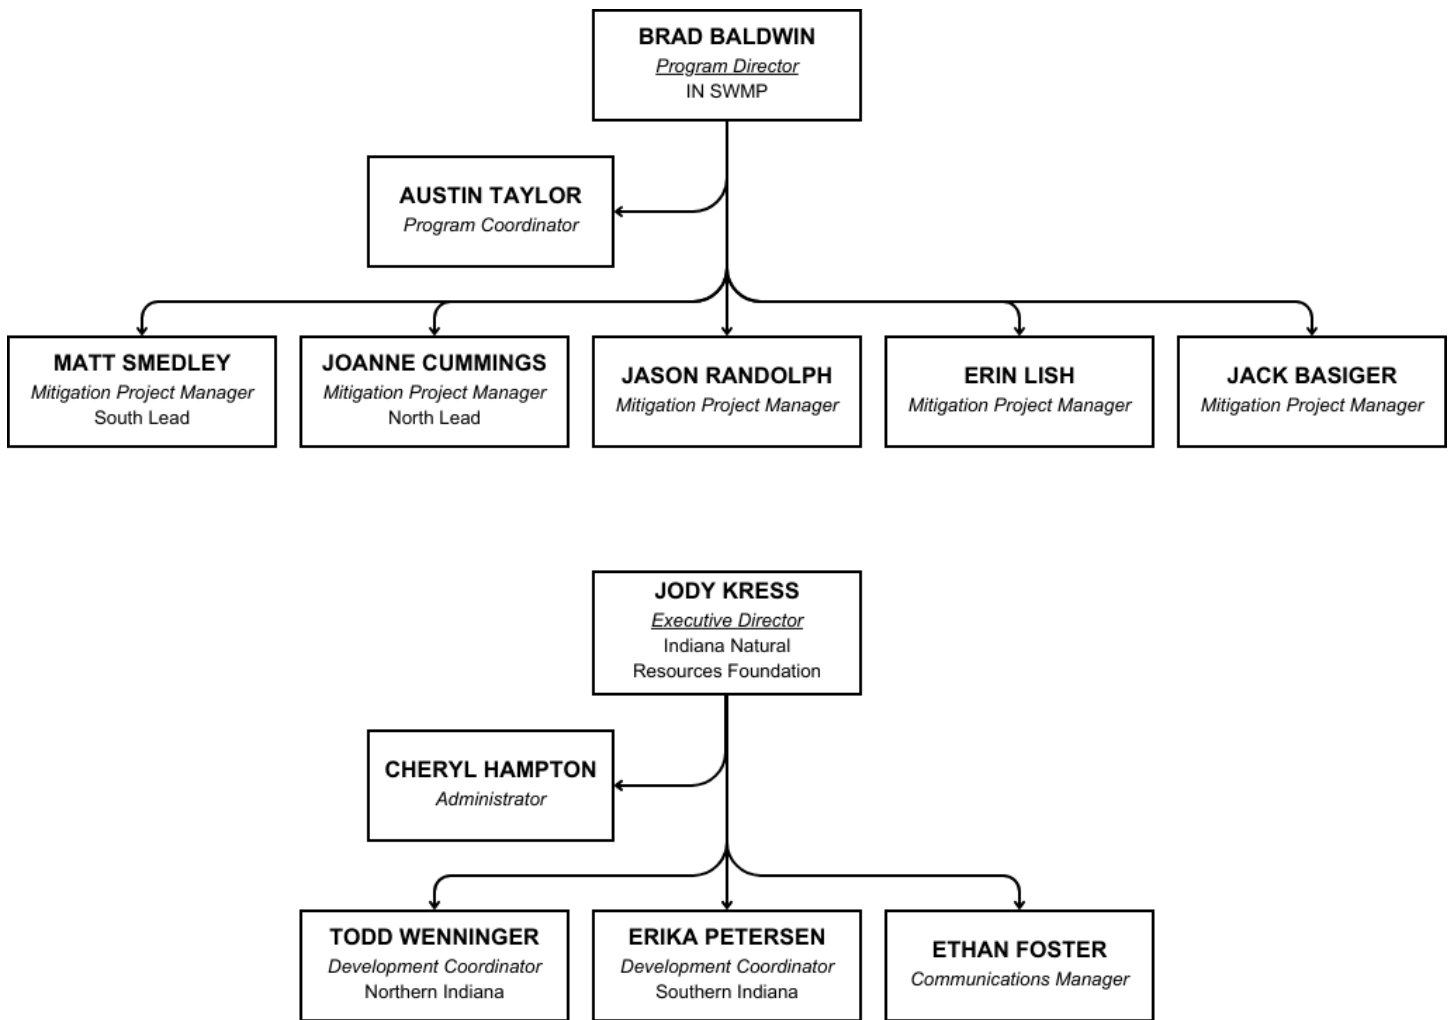 BRAD BALDWIN
Program Director
IN SWMP
AUSTIN TAYLOR
Program Coordinator
MATT SMEDLEY
Mitigation Project Manager
South Lead
JOANNE CUMMINGS
Mitigation Project Manager
North Lead
JASON RANDOLPH
Mitigation Project Manager
ERIN LISH
Mitigation Project Manager
JACK BASIGER
Mitigation Project Manager
JODY KRESS
Executive Director
Indiana Natural
Resources Foundation
CHERYL HAMPTON
Administrator
TODD WENNINGER
Development Coordinator
Northern Indiana
ERIKA PETERSEN
Development Coordinator
Southern Indiana
ETHAN FOSTER
Communications Manager